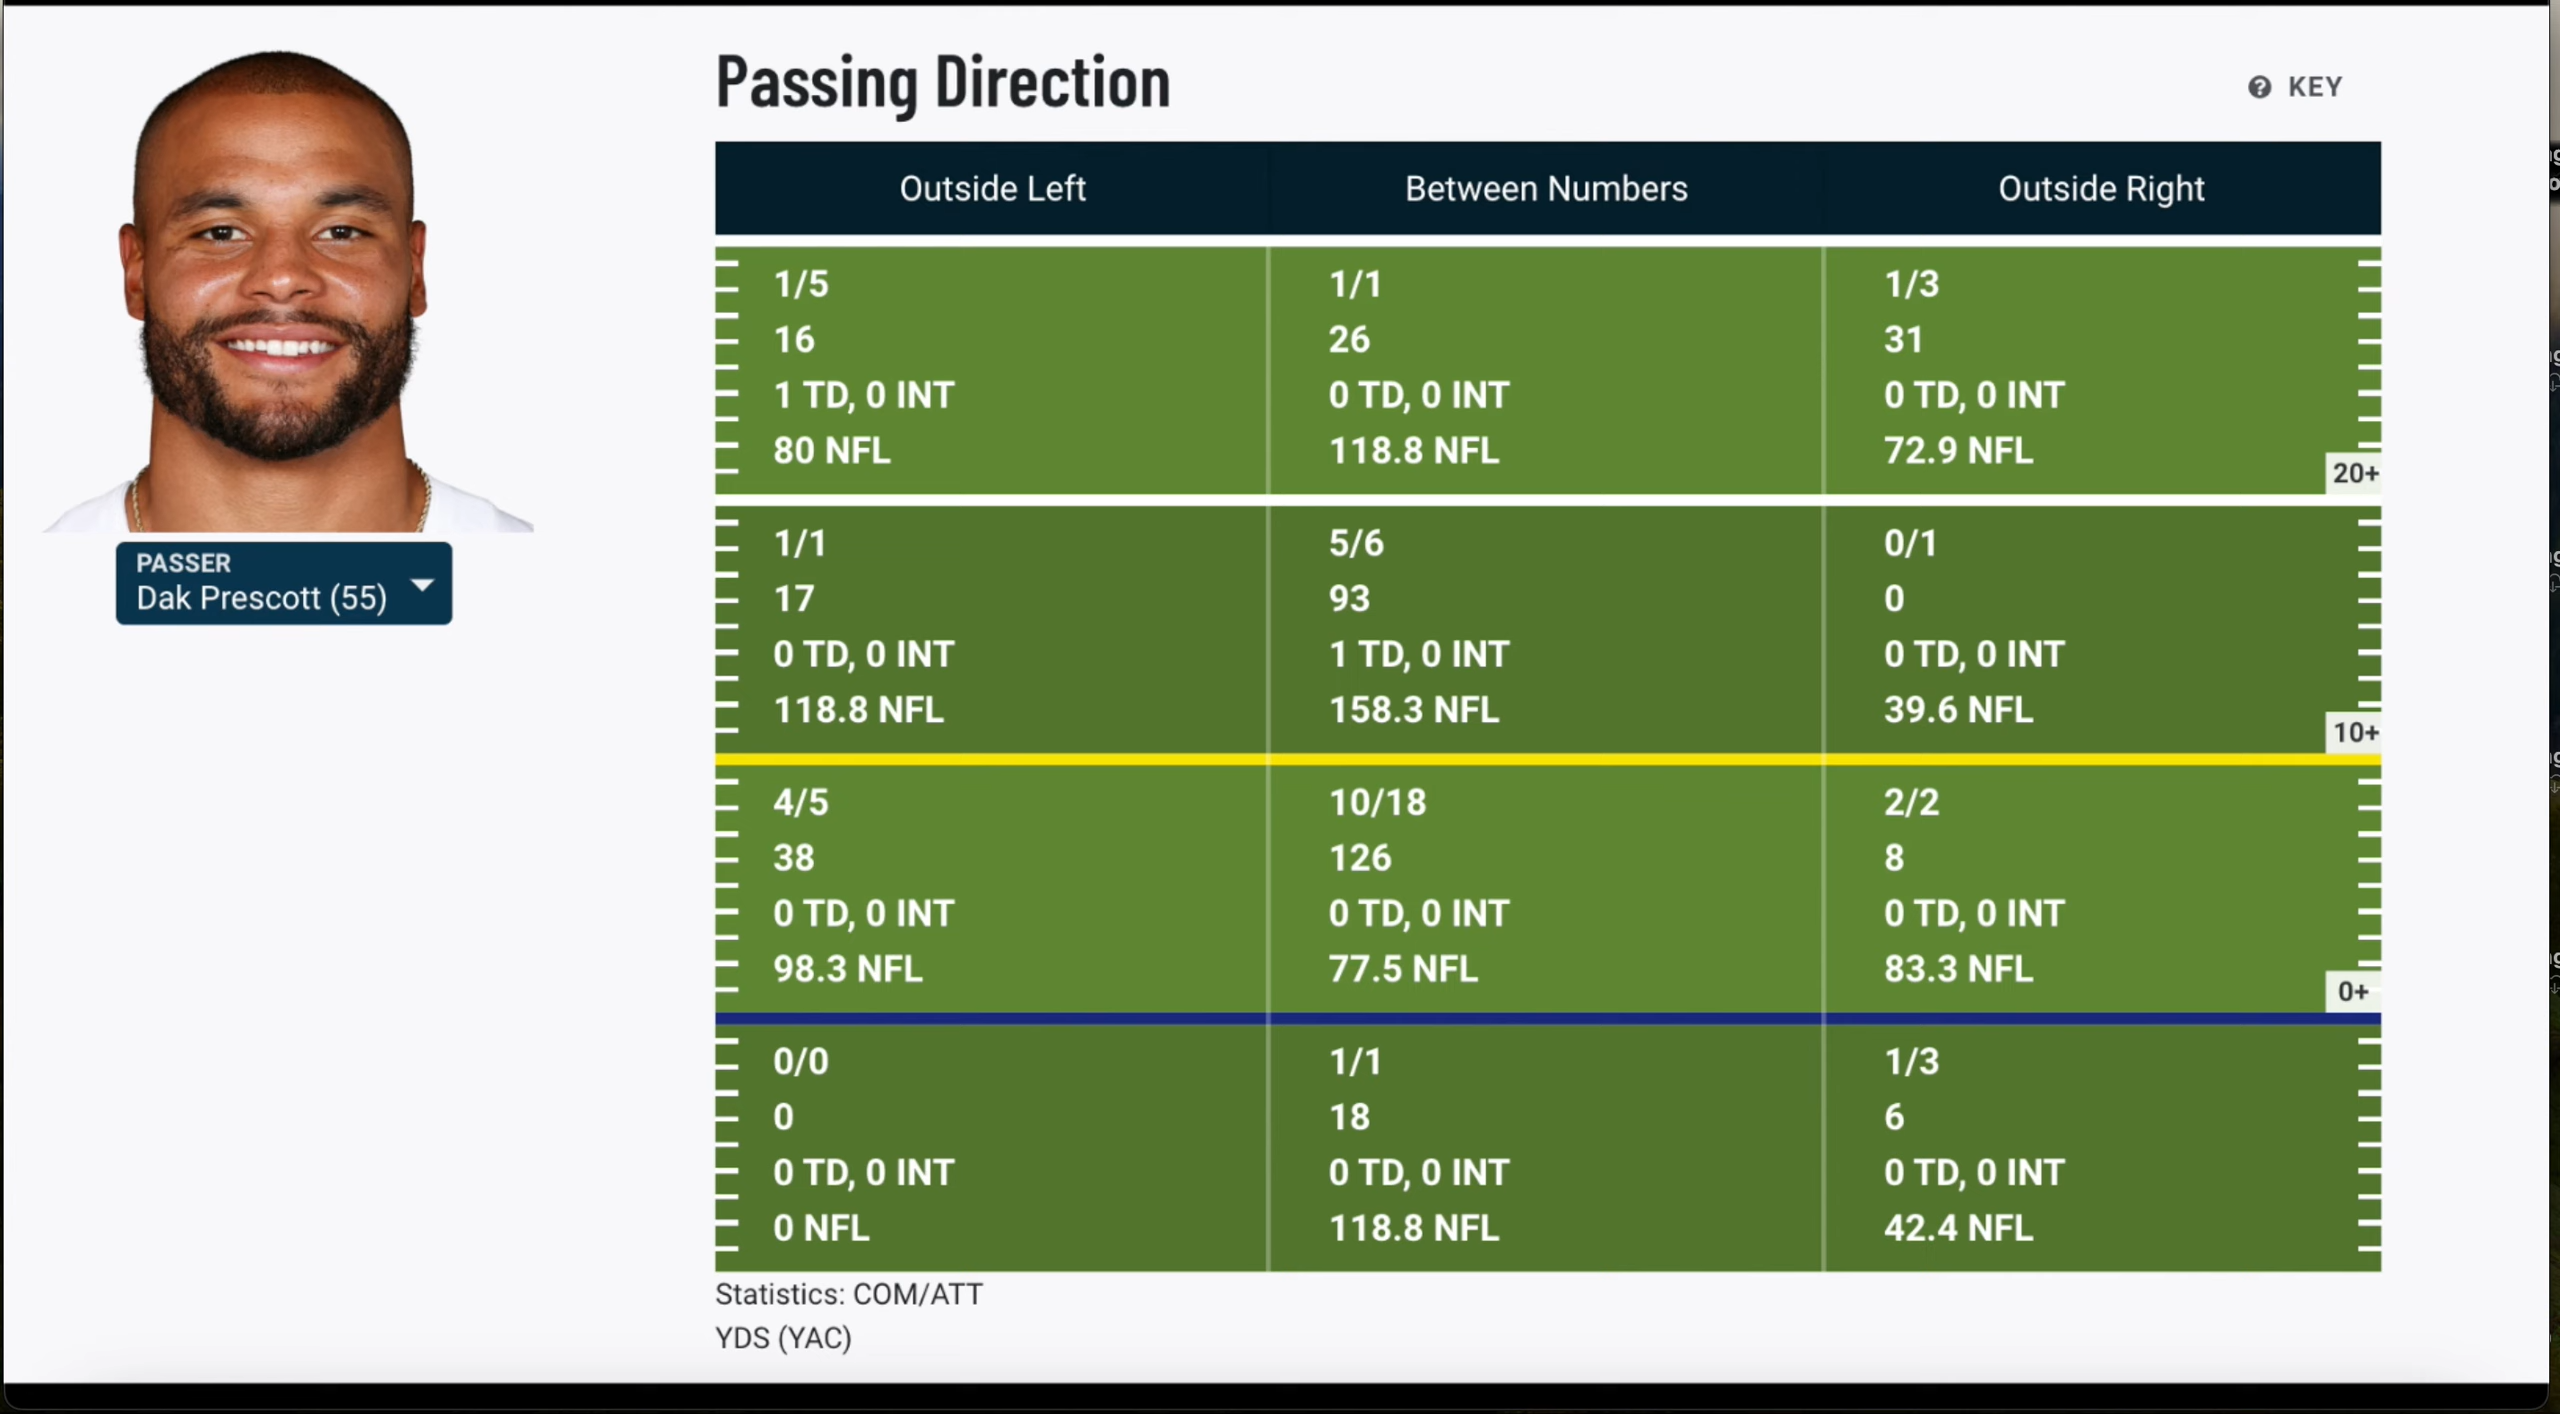 Passing Direction
KEY
PASSER
Dak Prescott (55)
Outside Left
Between Numbers
Outside Right
1/5
16
1 TD, 0 INT
80 NFL
1/1
26
0 TD, 0 INT
118.8 NFL
1/3
31
0 TD, 0 INT
72.9 NFL
20+
1/1
17
0 TD, 0 INT
118.8 NFL
5/6
93
1 TD, 0 INT
158.3 NFL
0/1
0
0 TD, 0 INT
39.6 NFL
10+
4/5
38
0 TD, 0 INT
98.3 NFL
10/18
126
0 TD, 0 INT
77.5 NFL
2/2
8
0 TD, 0 INT
83.3 NFL
0+
0/0
0
0 TD, 0 INT
0 NFL
1/1
18
0 TD, 0 INT
118.8 NFL
1/3
6
0 TD, 0 INT
42.4 NFL
Statistics: COM/ATT
YDS (YAC)